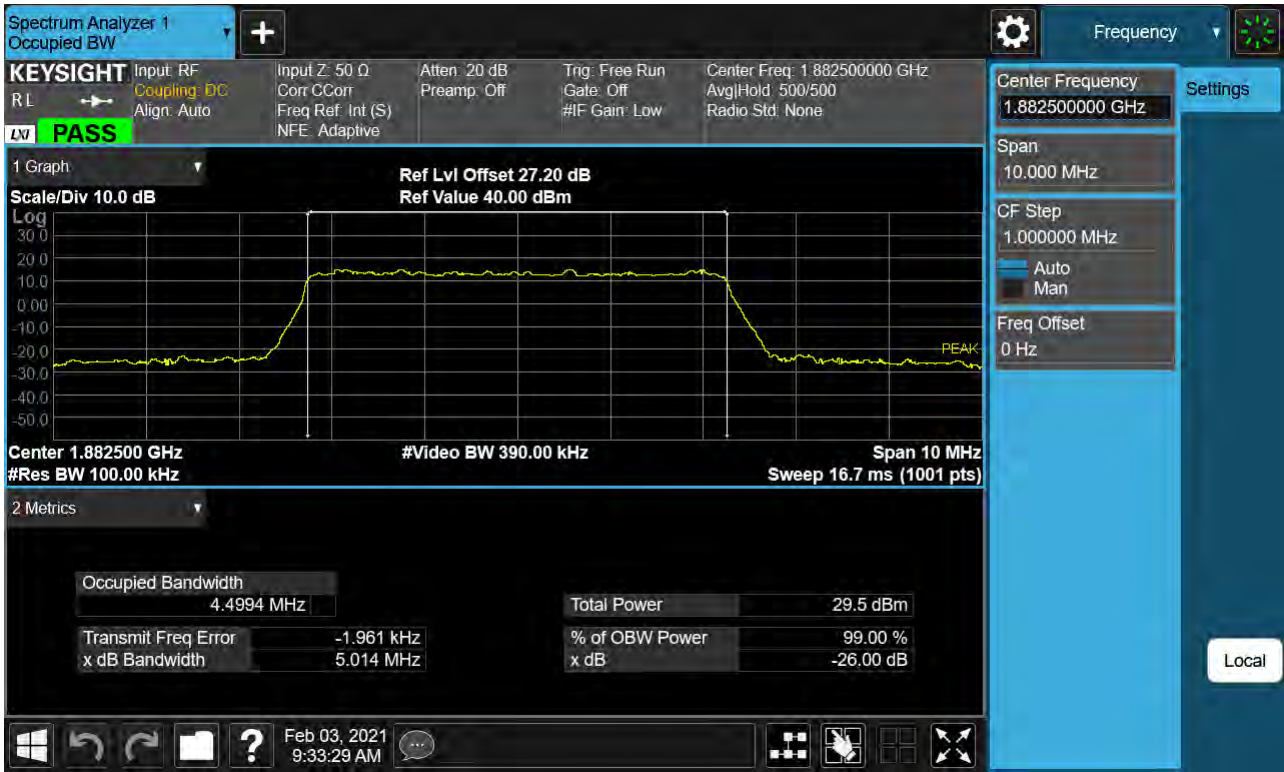 Spectrum Analyzer 1
Occupied BW
Frequency
KEYSIGHT
R L
LXI PASS
Input: RF
Coupling: DC
Align: Auto
Input Z: 50 Ω
Corr CCorr
Freq Ref: Int (S)
NFE: Adaptive
Atten: 20 dB
Preamp: Off
Trig: Free Run
Gate: Off
#IF Gain: Low
Center Freq: 1.882500000 GHz
Avg|Hold: 500/500
Radio Std: None
Center Frequency
1.882500000 GHz
Settings
Span
10.000 MHz
CF Step
1.000000 MHz
Auto
Man
Freq Offset
0 Hz
Local
1 Graph
Scale/Div 10.0 dB
Ref Lvl Offset 27.20 dB
Ref Value 40.00 dBm
Log
30.0
20.0
10.0
0.00
-10.0
-20.0
-30.0
-40.0
-50.0
PEAK
Center 1.882500 GHz
#Video BW 390.00 kHz
Span 10 MHz
#Res BW 100.00 kHz
Sweep 16.7 ms (1001 pts)
2 Metrics
Occupied Bandwidth
4.4994 MHz
Total Power 29.5 dBm
Transmit Freq Error -1.961 kHz
% of OBW Power 99.00 %
x dB Bandwidth 5.014 MHz
x dB -26.00 dB
Feb 03, 2021
9:33:29 AM